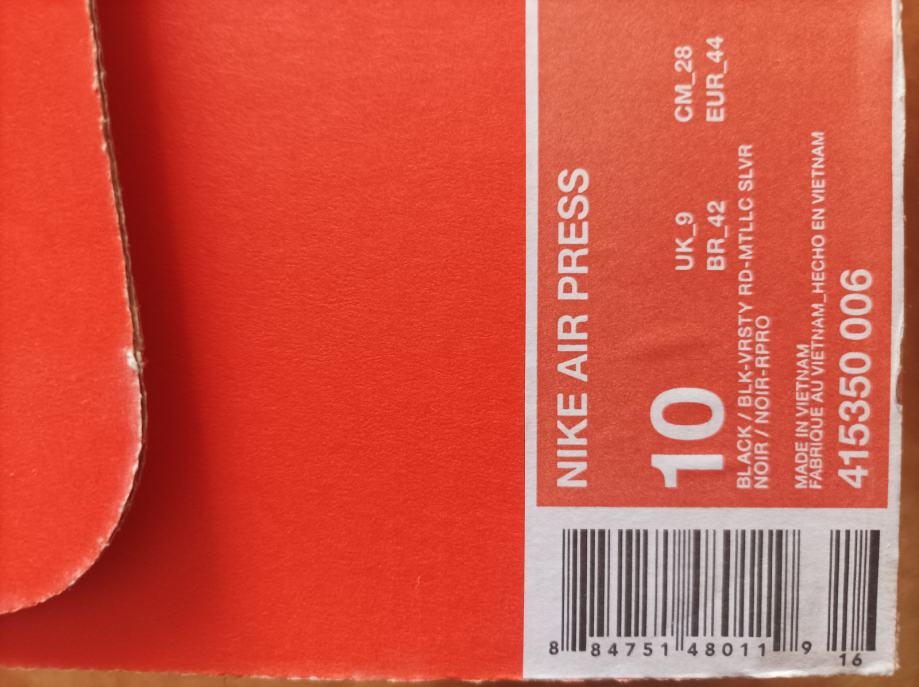 NIKE AIR PRESS
10
UK_9 CM_28
BR_42 EUR_44
BLACK / BLK-VRSTY RD-MTLLC SLVR
NOIR / NOIR-RPRO
MADE IN VIETNAM
FABRIQUE AU VIETNAM_HECHO EN VIETNAM
415350 006
8 84751 48011 9
16